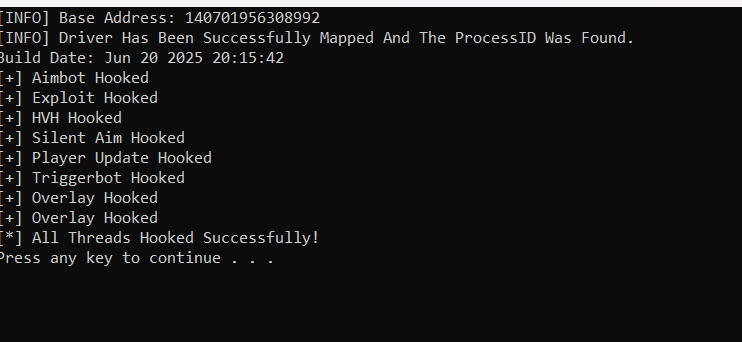 [INFO] Base Address: 140701956308992
[INFO] Driver Has Been Successfully Mapped And The ProcessID Was Found.
Build Date: Jun 20 2025 20:15:42
[+] Aimbot Hooked
[+] Exploit Hooked
[+] HVH Hooked
[+] Silent Aim Hooked
[+] Player Update Hooked
[+] Triggerbot Hooked
[+] Overlay Hooked
[+] Overlay Hooked
[*] All Threads Hooked Successfully!
Press any key to continue . . .